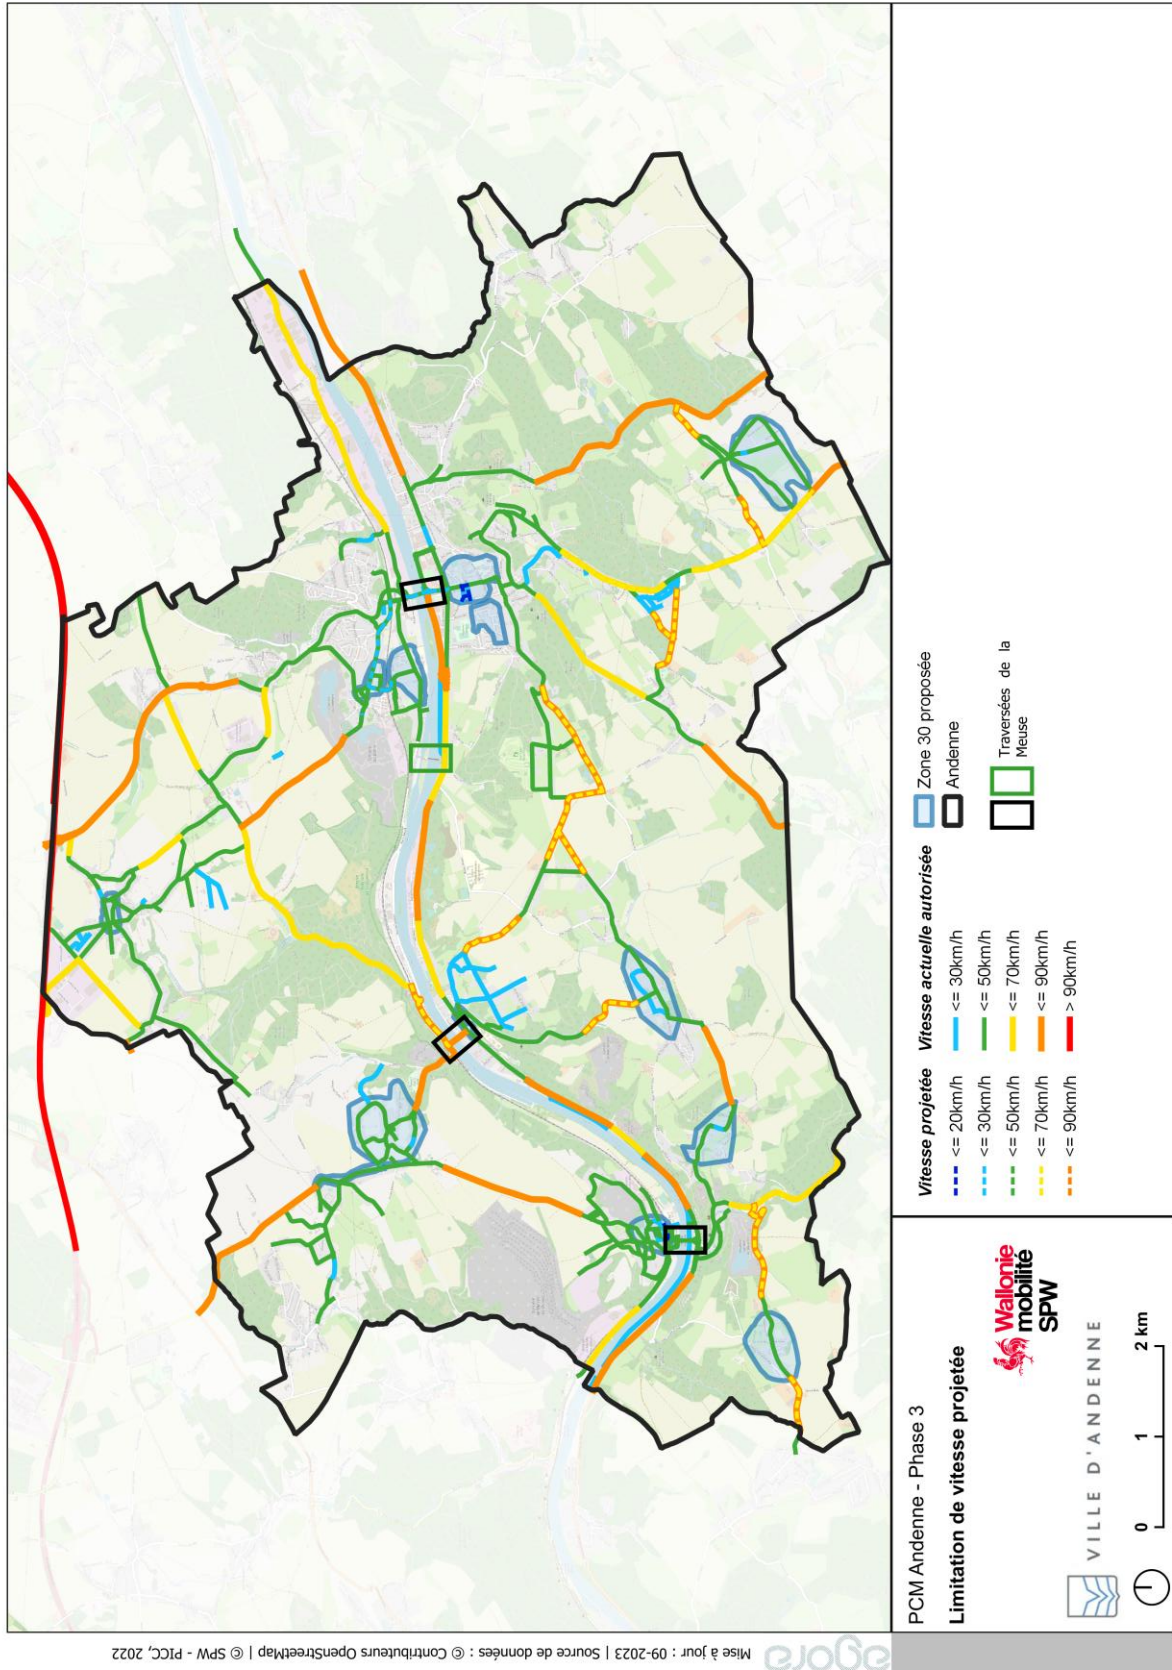 PCM Andenne - Phase 3
Limitation de vitesse projetée
Wallonie
mobilité
SPW
VILLE D'ANDENNE
0 1 2 km
Vitesse projetée
<= 20km/h
<= 30km/h
<= 50km/h
<= 70km/h
<= 90km/h
Vitesse actuelle autorisée
<= 30km/h
<= 50km/h
<= 70km/h
<= 90km/h
> 90km/h
Zone 30 proposée
Andenne
Traversées de la
Meuse
agora
Mise à jour : 09-2023 | Source de données : © Contributeurs OpenStreetMap | © SPW - PICC, 2022